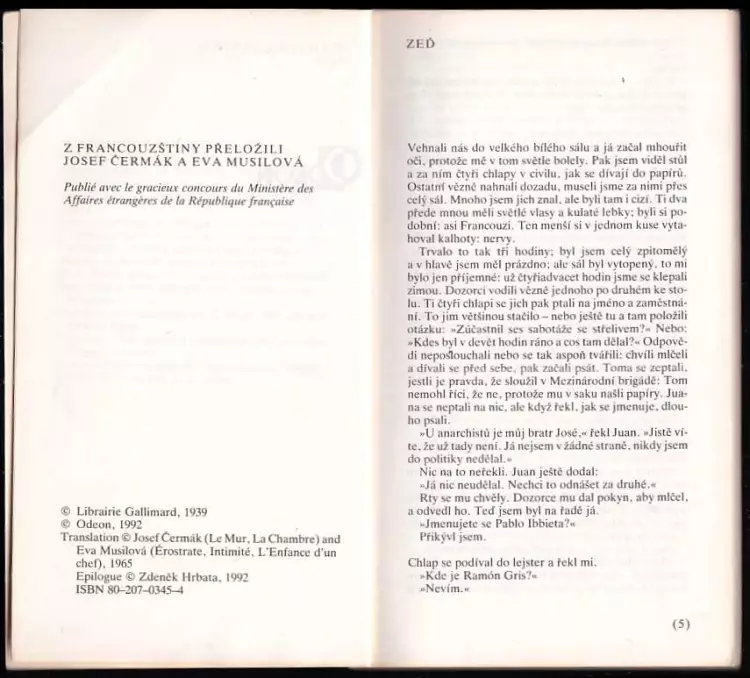 Z FRANCOUZŠTINY PŘELOŽILI
JOSEF ČERMÁK A EVA MUSILOVÁ
Publié avec le gracieux concours du Ministère des
Affaires étrangères de la République française
© Librairie Gallimard, 1939
© Odeon, 1992
Translation © Josef Čermák (Le Mur, La Chambre) and
Eva Musilová (Érostrate, Intimité, L'Enfance d'un
chef), 1965
Epilogue © Zdeněk Hrbata, 1992
ISBN 80–207–0345–4
ZEĎ
Vehnali nás do velkého bílého sálu a já začal mhouřit
oči, protože mě v tom světle bolely. Pak jsem viděl stůl
a za ním čtyři chlapy v civilu, jak se dívají do papírů.
Ostatní vězně nahnali dozadu, museli jsme za nimi přes
celý sál. Mnoho jsem jich znal, ale byli tam i cizí. Ti dva
přede mnou měli světlé vlasy a kulaté lebky; byli si po-
dobní: asi Francouzi. Ten menší si v jednom kuse vyta-
hoval kalhoty: nervy.
Trvalo to tak tři hodiny; byl jsem celý zpitomělý
a v hlavě jsem měl prázdno; ale sál byl vytopený, to mi
bylo jen příjemné: už čtyřiadvacet hodin jsme se klepali
zimou. Dozorci vodili vězně jednoho po druhém ke sto-
lu. Ti čtyři chlapi se jich pak ptali na jméno a zaměstná-
ní. To jim většinou stačilo – nebo ještě tu a tam položili
otázku: »Zúčastnil ses sabotáže se střelivem?« Nebo:
»Kdes byl v devět hodin ráno a cos tam dělal?« Odpově-
di neposlouchali nebo se tak aspoň tvářili: chvíli mlčeli
a dívali se před sebe, pak začali psát. Toma se zeptali,
jestli je pravda, že sloužil v Mezinárodní brigádě: Tom
nemohl říci, že ne, protože mu v saku našli papíry. Jua-
na se neptali na nic, ale když řekl, jak se jmenuje, dlou-
ho psali.
»U anarchistů je můj bratr José,« řekl Juan. »Jistě ví-
te, že už tady není. Já nejsem v žádné straně, nikdy jsem
do politiky nedělal.«
Nic na to neřekli. Juan ještě dodal:
»Já nic neudělal. Nechci to odnášet za druhé.«
Rty se mu chvěly. Dozorce mu dal pokyn, aby mlčel,
a odvedl ho. Teď jsem byl na řadě já.
»Jmenujete se Pablo Ibbieta?«
Přikývl jsem.
Chlap se podíval do lejster a řekl mi.
»Kde je Ramón Gris?«
»Nevím.«
(5)